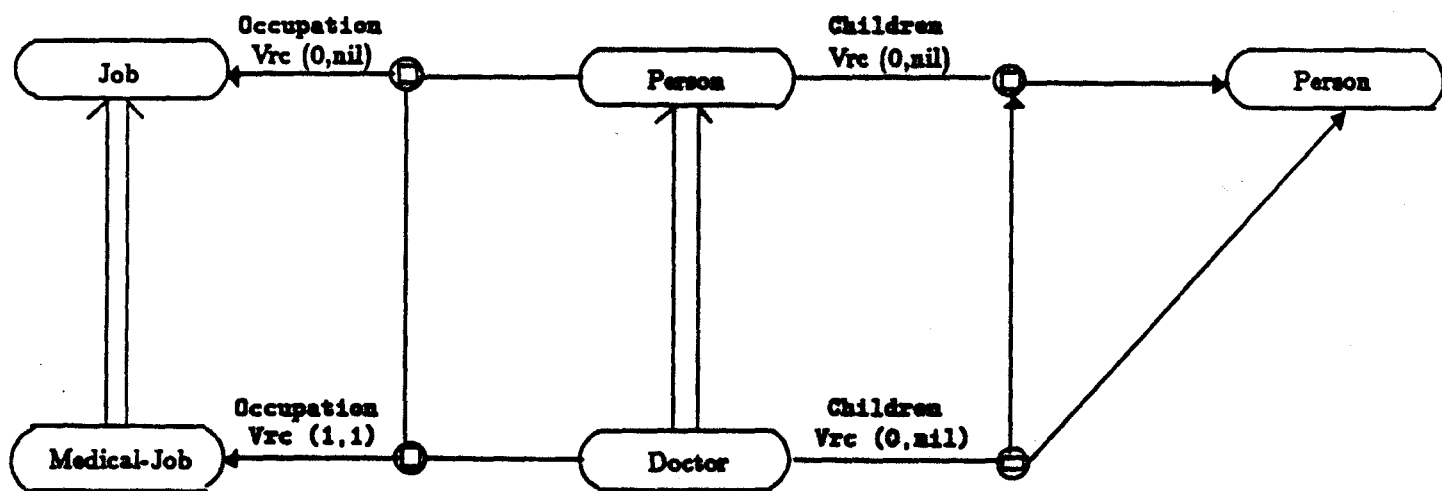 Occupation
Vrc (0,nil)
Children
Vrc (0,nil)
Job
Person
Person
Occupation
Vrc (1,1)
Children
Vrc (0,nil)
Medical-Job
Doctor